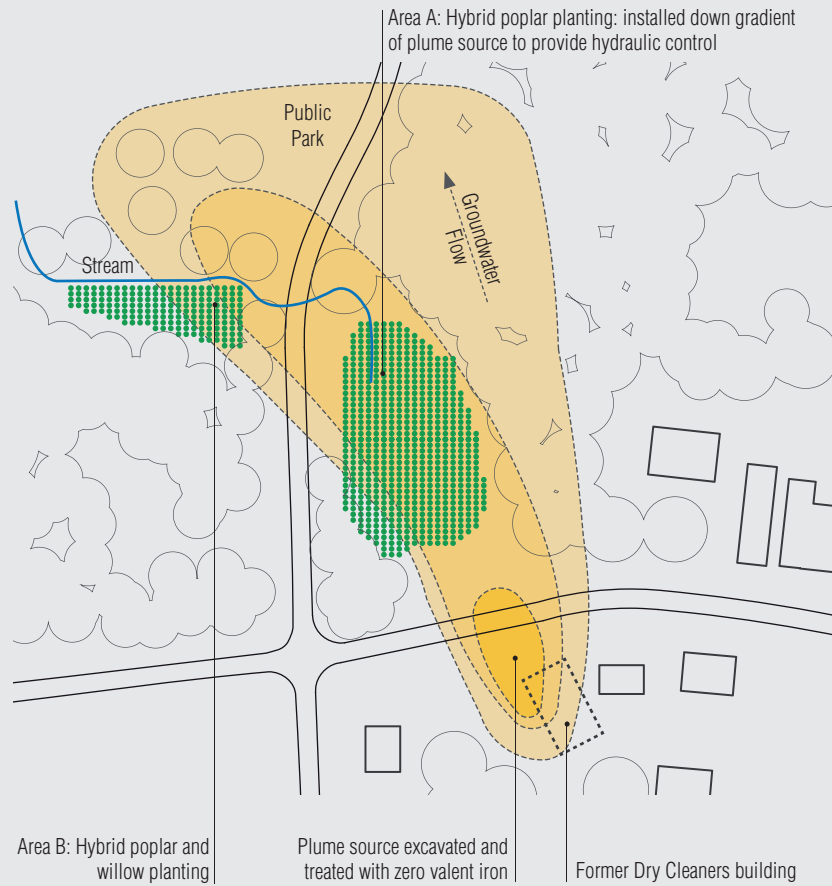 Area A: Hybrid poplar planting: installed down gradient
of plume source to provide hydraulic control
Public
Park
Groundwater
Flow
Stream
Area B: Hybrid poplar and
willow planting
Plume source excavated and
treated with zero valent iron
Former Dry Cleaners building